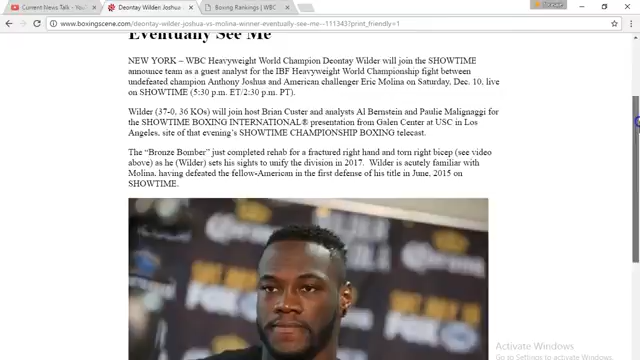 Current News Talk - YouT
Deontay Wilder: Joshua
Boxing Rankings | WBC
www.boxingscene.com/deontay-wilder-joshua-vs-molina-winner-eventually-see-me--111343?print_friendly=1
Eventually See Me
NEW YORK – WBC Heavyweight World Champion Deontay Wilder will join the SHOWTIME
announce team as a guest analyst for the IBF Heavyweight World Championship fight between
undefeated champion Anthony Joshua and American challenger Eric Molina on Saturday, Dec. 10, live
on SHOWTIME (5:30 p.m. ET/2:30 p.m. PT).
Wilder (37-0, 36 KOs) will join host Brian Custer and analysts Al Bernstein and Paulie Malignaggi for
the SHOWTIME BOXING INTERNATIONAL® presentation from Galen Center at USC in Los
Angeles, site of that evening's SHOWTIME CHAMPIONSHIP BOXING telecast.
The “Bronze Bomber” just completed rehab for a fractured right hand and torn right bicep (see video
above) as he (Wilder) sets his sights to unify the division in 2017. Wilder is acutely familiar with
Molina, having defeated the fellow-American in the first defense of his title in June, 2015 on
SHOWTIME.
Activate Windows
Go to Settings to activate Windows.